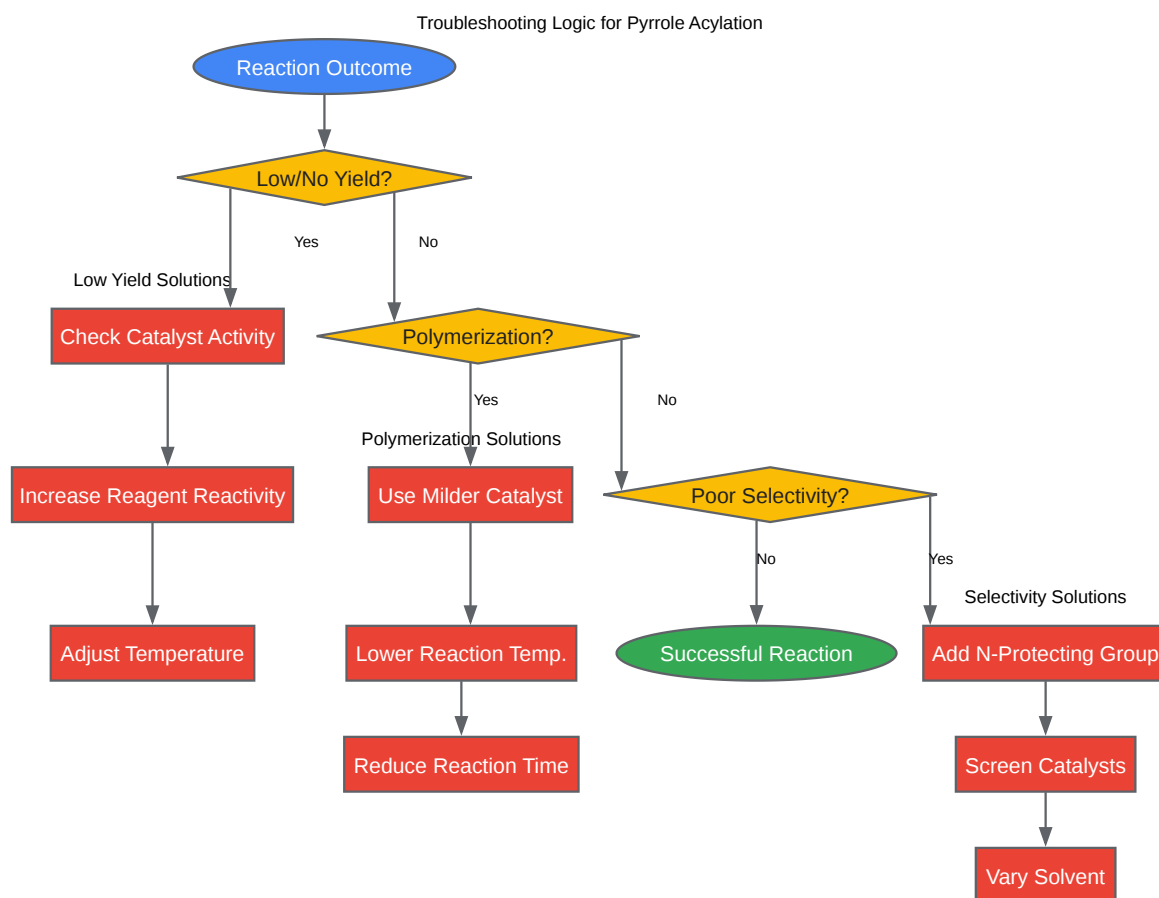 Troubleshooting Logic for Pyrrole Acylation
Reaction Outcome
Low/No Yield?
Yes
No
Low Yield Solutions
Check Catalyst Activity
Polymerization?
Yes
No
Polymerization Solutions
Increase Reagent Reactivity
Use Milder Catalyst
Poor Selectivity?
No
Yes
Selectivity Solutions
Adjust Temperature
Lower Reaction Temp.
Successful Reaction
Add N-Protecting Group
Reduce Reaction Time
Screen Catalysts
Vary Solvent